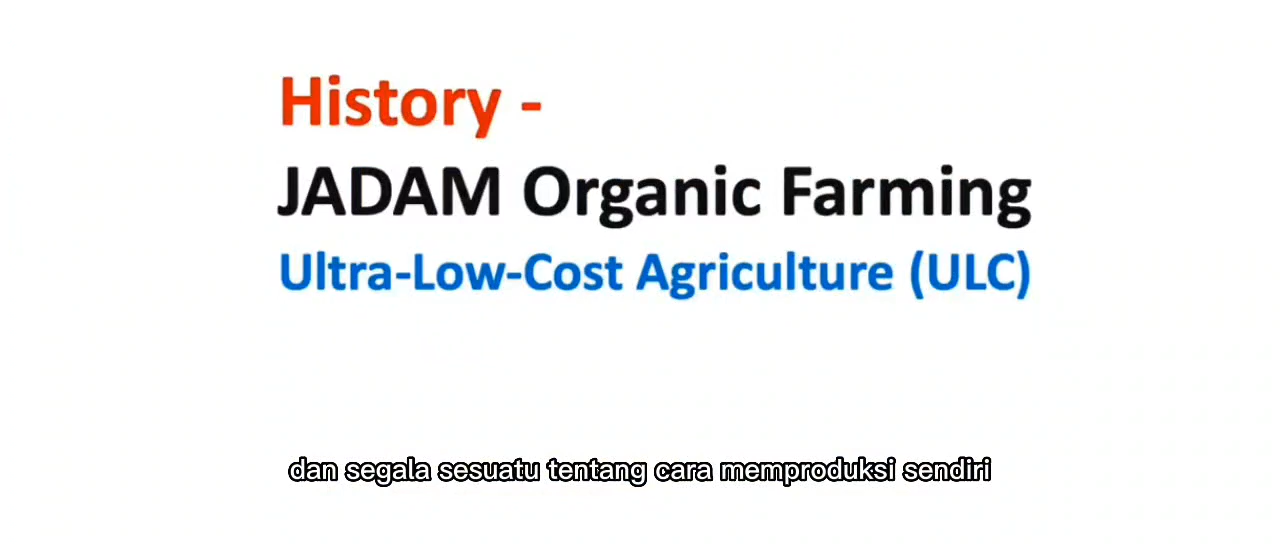 History -
JADAM Organic Farming
Ultra-Low-Cost Agriculture (ULC)
dan segala sesuatu tentang cara memproduksi sendiri